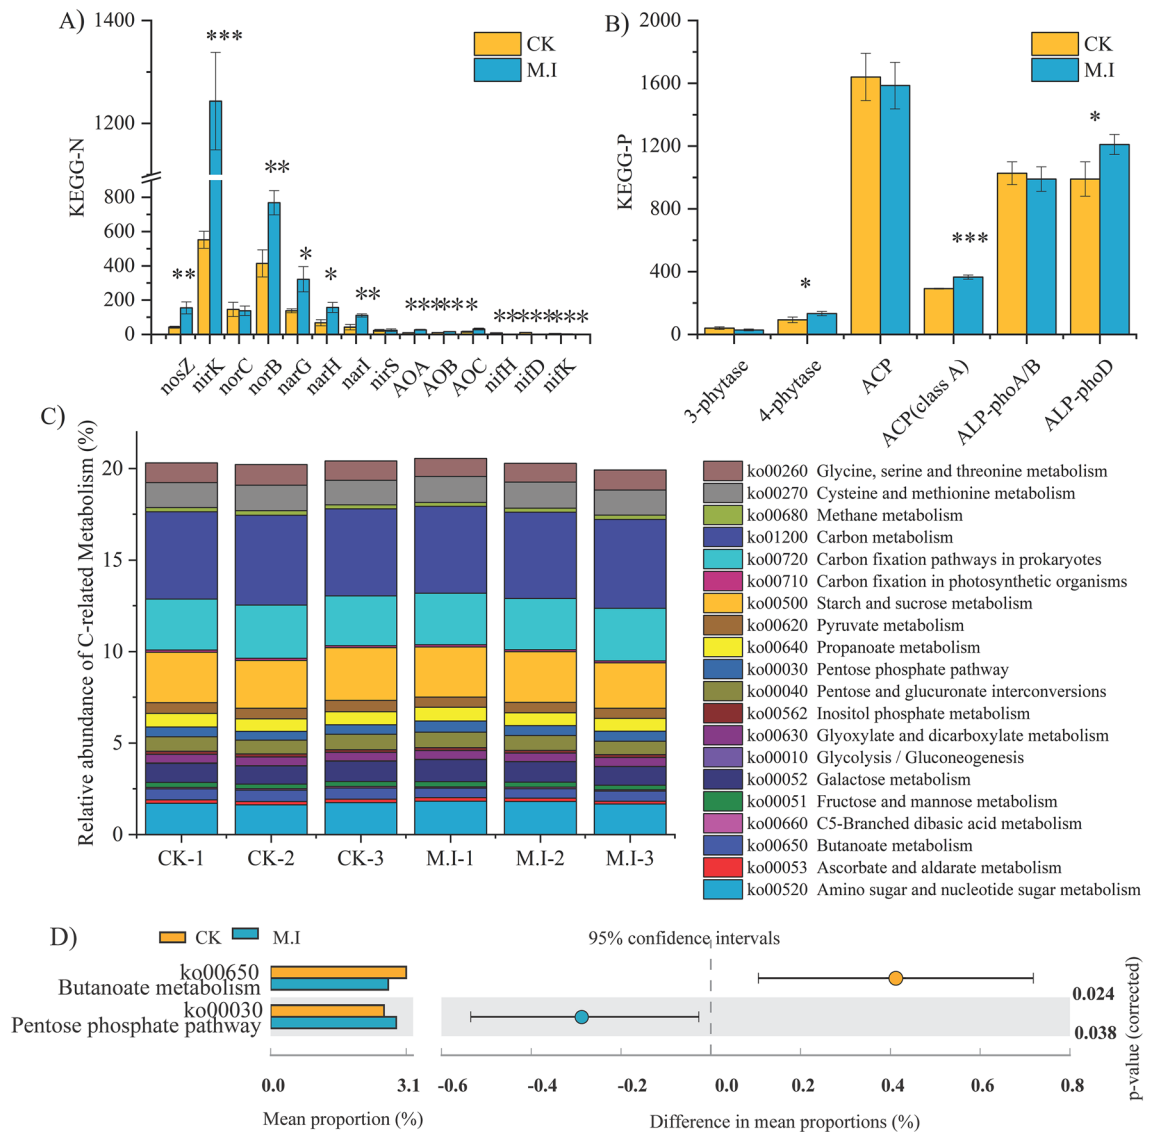 A)
1400
1200
800
600
400
200
0
KEGG-N
CK
M.I
***
**
**
*
*
**
***
***
***
***
***
nosZ
nirK
norC
norB
narG
narH
narI
nirS
AOA
AOB
AOC
nifH
nifD
nifK
B)
2000
1600
1200
800
400
0
KEGG-P
CK
M.I
*
***
*
3-phytase
4-phytase
ACP
ACP(class A)
ALP-phoA/B
ALP-phoD
C)
Relative abundance of C-related Metabolism (%)
20
15
10
5
0
CK-1
CK-2
CK-3
M.I-1
M.I-2
M.I-3
ko00260 Glycine, serine and threonine metabolism
ko00270 Cysteine and methionine metabolism
ko00680 Methane metabolism
ko01200 Carbon metabolism
ko00720 Carbon fixation pathways in prokaryotes
ko00710 Carbon fixation in photosynthetic organisms
ko00500 Starch and sucrose metabolism
ko00620 Pyruvate metabolism
ko00640 Propanoate metabolism
ko00030 Pentose phosphate pathway
ko00040 Pentose and glucuronate interconversions
ko00562 Inositol phosphate metabolism
ko00630 Glyoxylate and dicarboxylate metabolism
ko00010 Glycolysis / Gluconeogenesis
ko00052 Galactose metabolism
ko00051 Fructose and mannose metabolism
ko00660 C5-Branched dibasic acid metabolism
ko00650 Butanoate metabolism
ko00053 Ascorbate and aldarate metabolism
ko00520 Amino sugar and nucleotide sugar metabolism
D)
CK
M.I
95% confidence intervals
ko00650
Butanoate metabolism
ko00030
Pentose phosphate pathway
0.024
0.038
p-value (corrected)
0.0
3.1
-0.6
-0.4
-0.2
0.0
0.2
0.4
0.6
0.8
Mean proportion (%)
Difference in mean proportions (%)